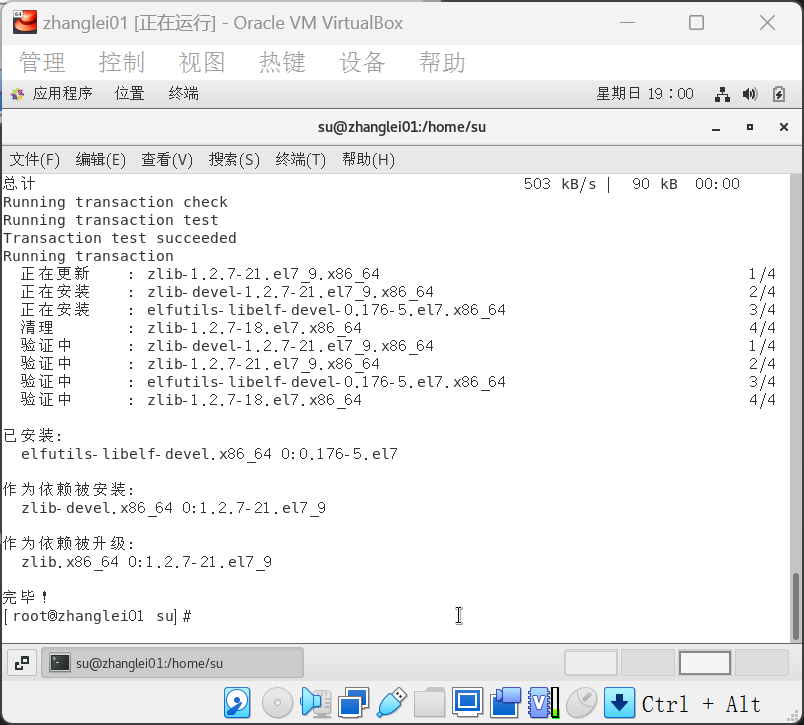 zhanglei01 [正在运行] - Oracle VM VirtualBox
管理 控制 视图 热键 设备 帮助
应用程序 位置 终端 星期日 19：00
su@zhanglei01:/home/su
文件(F) 编辑(E) 查看(V) 搜索(S) 终端(T) 帮助(H)
总计 503 kB/s | 90 kB 00:00
Running transaction check
Running transaction test
Transaction test succeeded
Running transaction
正在更新 : zlib-1.2.7-21.el7_9.x86_64 1/4
正在安装 : zlib-devel-1.2.7-21.el7_9.x86_64 2/4
正在安装 : elfutils-libelf-devel-0.176-5.el7.x86_64 3/4
清理 : zlib-1.2.7-18.el7.x86_64 4/4
验证中 : zlib-devel-1.2.7-21.el7_9.x86_64 1/4
验证中 : zlib-1.2.7-21.el7_9.x86_64 2/4
验证中 : elfutils-libelf-devel-0.176-5.el7.x86_64 3/4
验证中 : zlib-1.2.7-18.el7.x86_64 4/4
已安装:
elfutils-libelf-devel.x86_64 0:0.176-5.el7
作为依赖被安装:
zlib-devel.x86_64 0:1.2.7-21.el7_9
作为依赖被升级:
zlib.x86_64 0:1.2.7-21.el7_9
完毕！
[root@zhanglei01 su]#
su@zhanglei01:/home/su
Ctrl + Alt